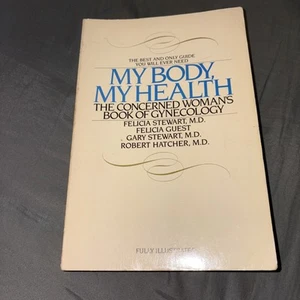 THE BEST AND ONLY GUIDE
YOU WILL EVER NEED
MY BODY,
MY HEALTH
THE CONCERNED WOMAN'S
BOOK OF GYNECOLOGY
FELICIA STEWART, M.D.
FELICIA GUEST
GARY STEWART, M.D.
ROBERT HATCHER, M.D.
FULLY